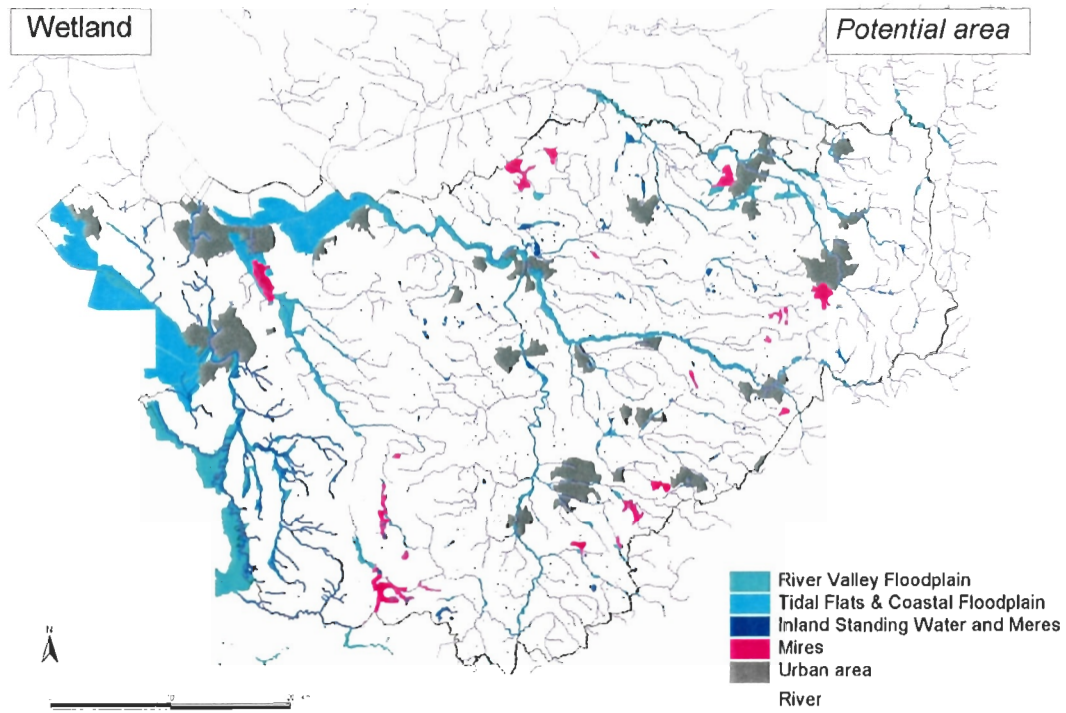 Wetland
Potential area
River Valley Floodplain
Tidal Flats & Coastal Floodplain
Inland Standing Water and Meres
Mires
Urban area
River
N